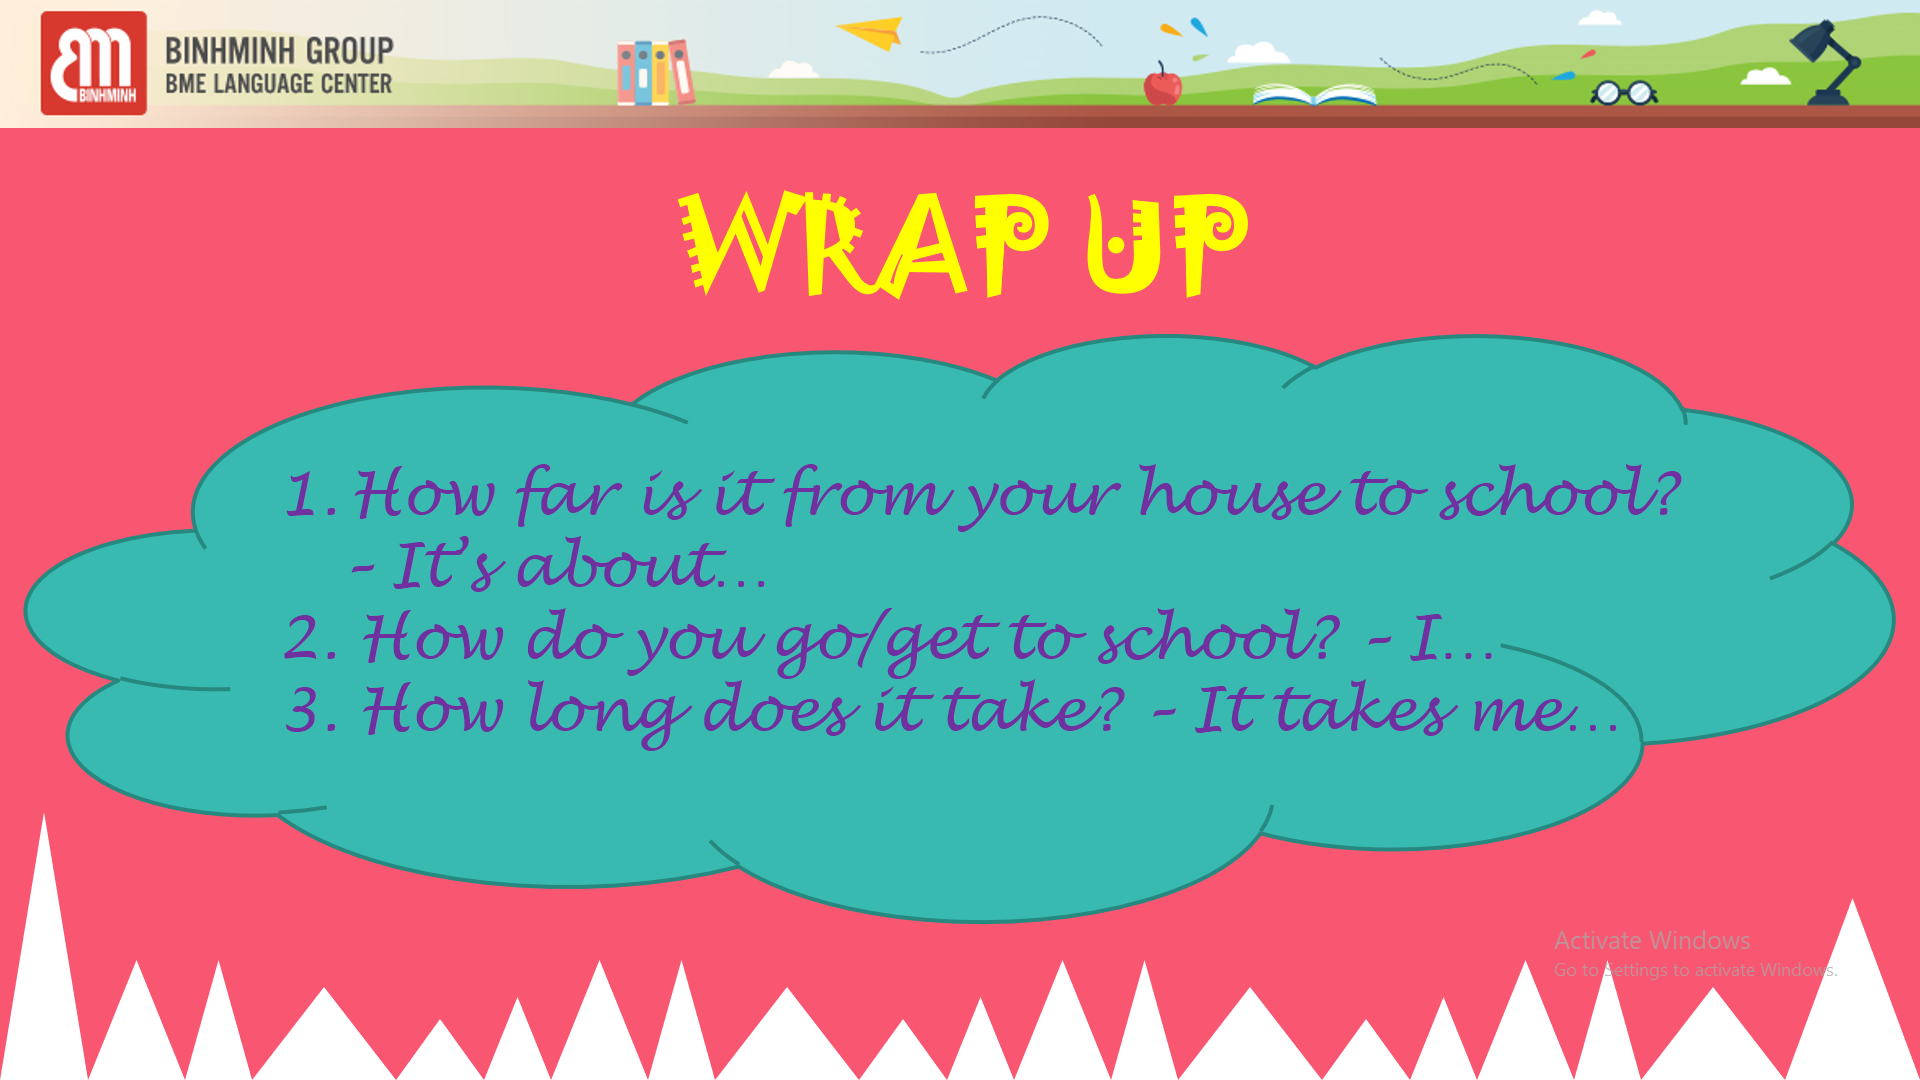 BINHMINH
BINHMINH GROUP
BME LANGUAGE CENTER
WRAP UP
1. How far is it from your house to school?
– It’s about…
2. How do you go/get to school? – I…
3. How long does it take? – It takes me…
Activate Windows
Go to Settings to activate Windows.